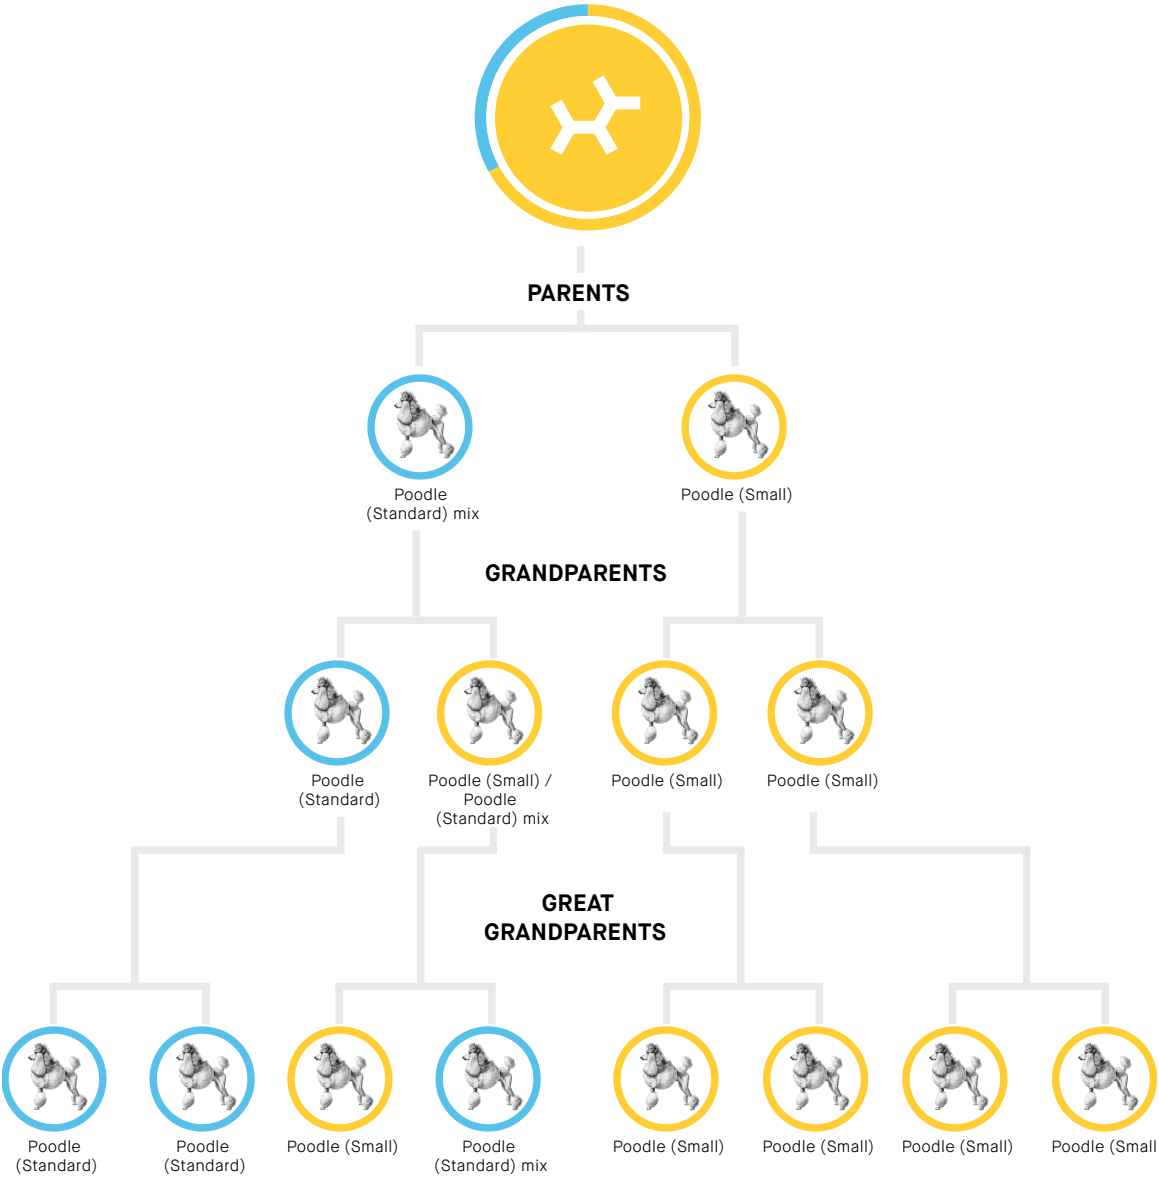 PARENTS
Poodle
(Standard) mix
Poodle (Small)
GRANDPARENTS
Poodle
(Standard)
Poodle (Small) /
Poodle
(Standard) mix
Poodle (Small)
Poodle (Small)
GREAT
GRANDPARENTS
Poodle
(Standard)
Poodle
(Standard)
Poodle (Small)
Poodle
(Standard) mix
Poodle (Small)
Poodle (Small)
Poodle (Small)
Poodle (Small